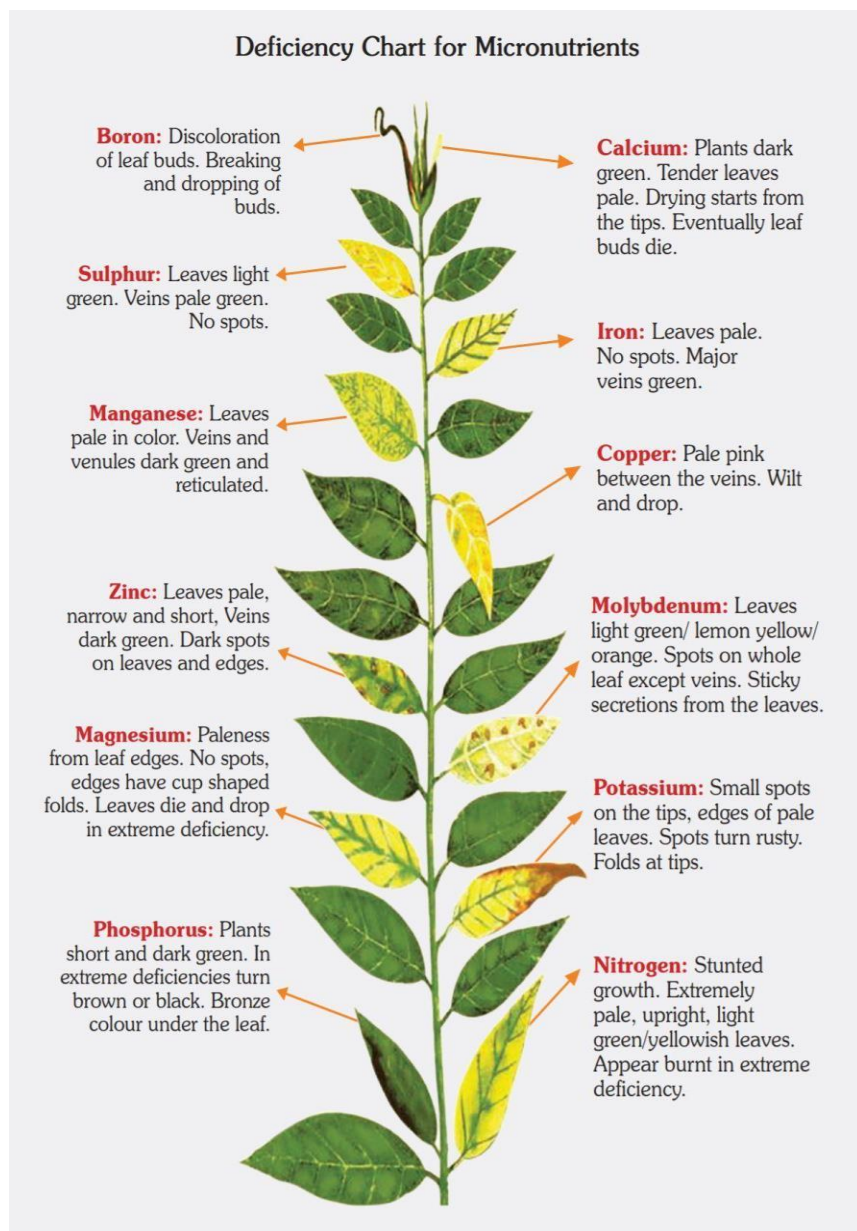 Deficiency Chart for Micronutrients
Boron: Discoloration
of leaf buds. Breaking
and dropping of
buds.
Calcium: Plants dark
green. Tender leaves
pale. Drying starts from
the tips. Eventually leaf
buds die.
Sulphur: Leaves light
green. Veins pale green.
No spots.
Iron: Leaves pale.
No spots. Major
veins green.
Manganese: Leaves
pale in color. Veins and
venules dark green and
reticulated.
Copper: Pale pink
between the veins. Wilt
and drop.
Zinc: Leaves pale,
narrow and short, Veins
dark green. Dark spots
on leaves and edges.
Molybdenum: Leaves
light green/ lemon yellow/
orange. Spots on whole
leaf except veins. Sticky
secretions from the leaves.
Magnesium: Paleness
from leaf edges. No spots,
edges have cup shaped
folds. Leaves die and drop
in extreme deficiency.
Potassium: Small spots
on the tips, edges of pale
leaves. Spots turn rusty.
Folds at tips.
Phosphorus: Plants
short and dark green. In
extreme deficiencies turn
brown or black. Bronze
colour under the leaf.
Nitrogen: Stunted
growth. Extremely
pale, upright, light
green/yellowish leaves.
Appear burnt in extreme
deficiency.